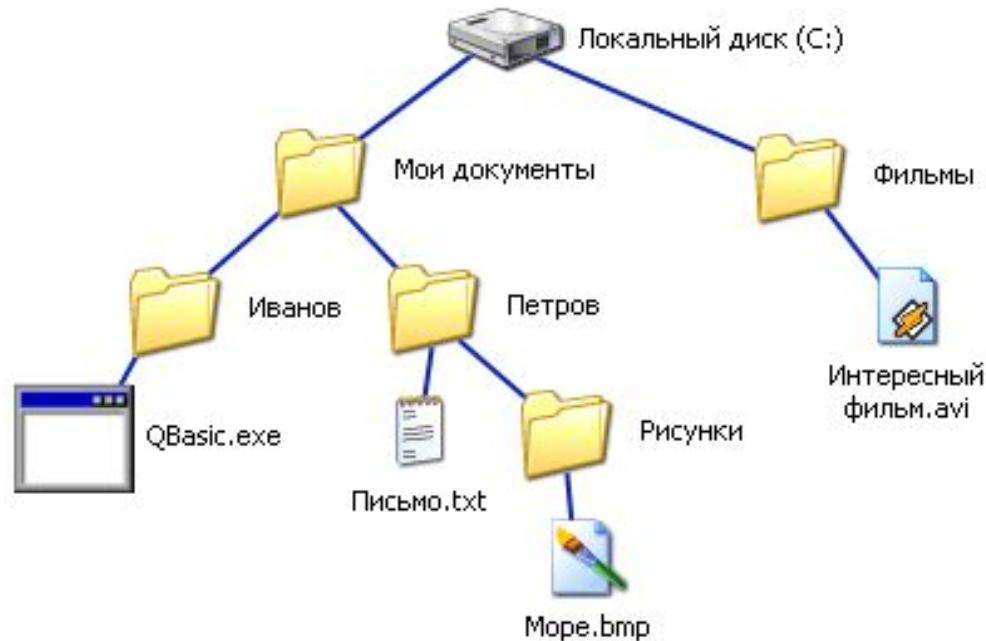 Локальный диск (C:)
Мои документы
Фильмы
Иванов
Петров
Интересный
фильм.avi
QBasic.exe
Рисунки
Письмо.txt
Море.bmp